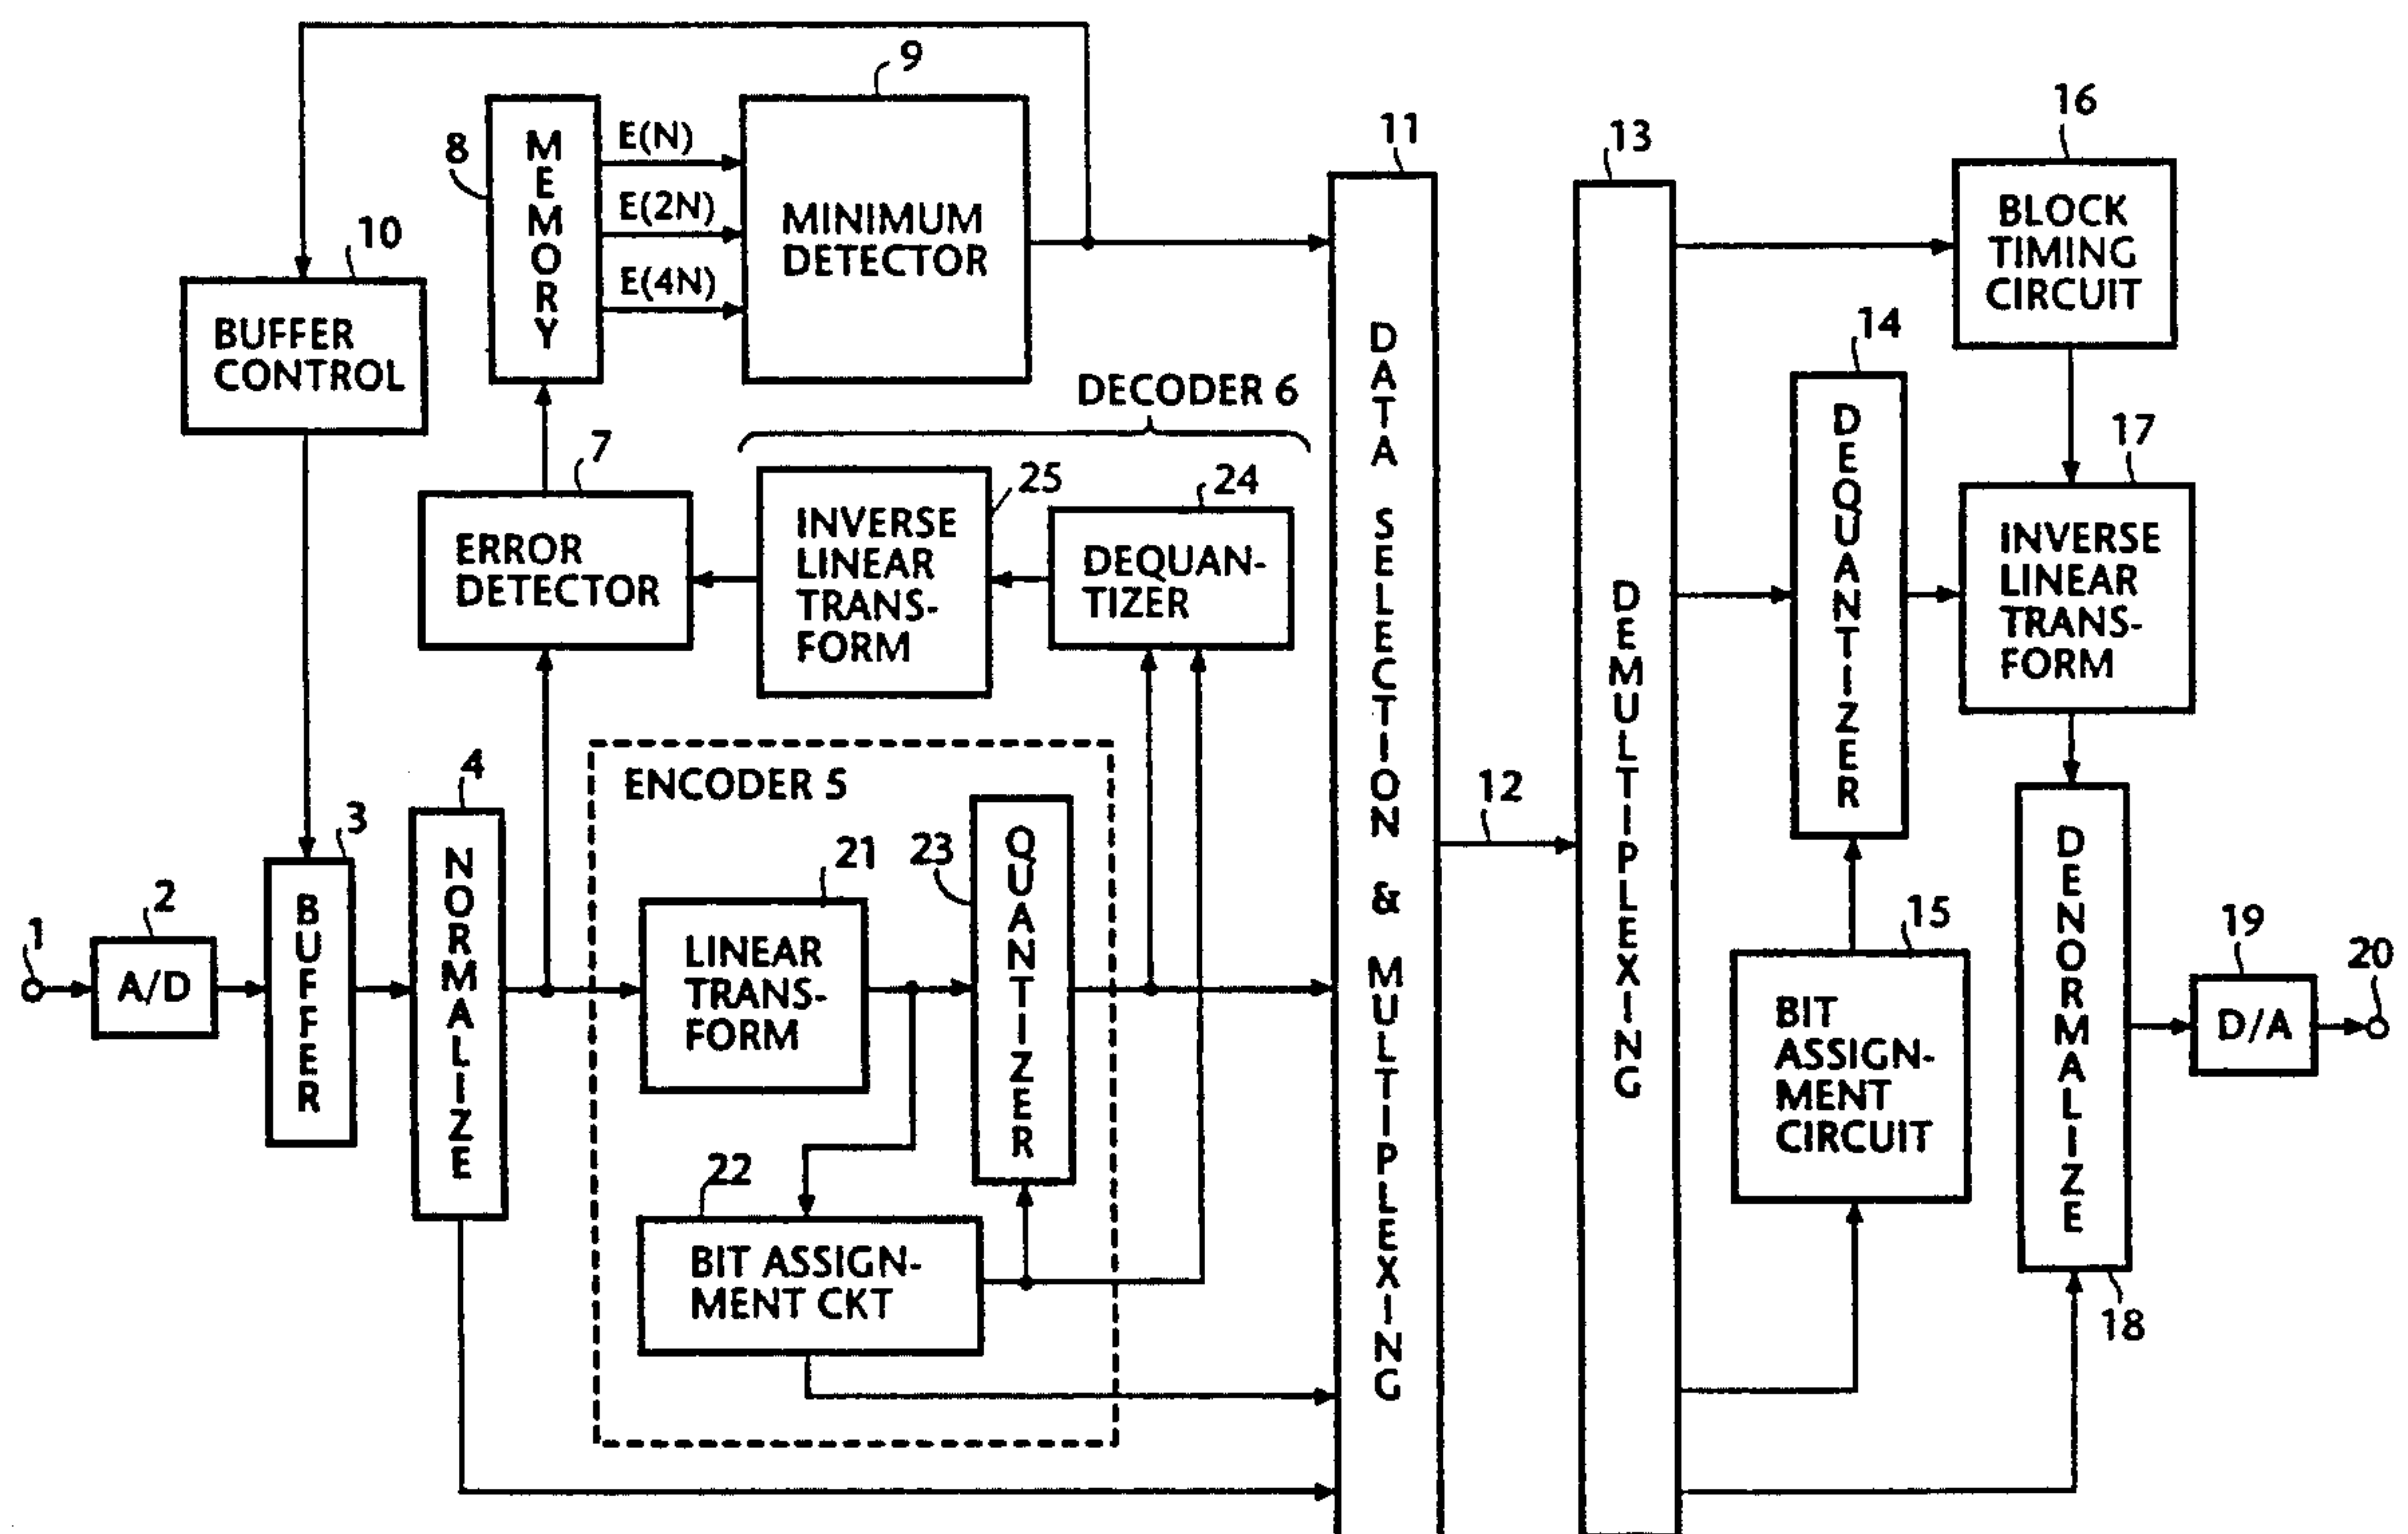 9
16
8
MEMORY
E(N)
E(2N)
E(4N)
MINIMUM
DETECTOR
11
13
BLOCK
TIMING
CIRCUIT
10
BUFFER
CONTROL
DECODER 6
14
17
7
ERROR
DETECTOR
25
INVERSE
LINEAR
TRANS-
FORM
24
DEQUAN-
TIZER
DATA SELECTION & MULTIPLEXING
12
DEMULTIPLEXING
DEQUANTIZER
INVERSE
LINEAR
TRANS-
FORM
4
ENCODER 5
3
1
2
A/D
BUFFER
NORMALIZE
21
LINEAR
TRANS-
FORM
23
QUANTIZER
22
BIT ASSIGN-
MENT CKT
15
BIT
ASSIGN-
MENT
CIRCUIT
DENORMALIZE
18
19
D/A
20